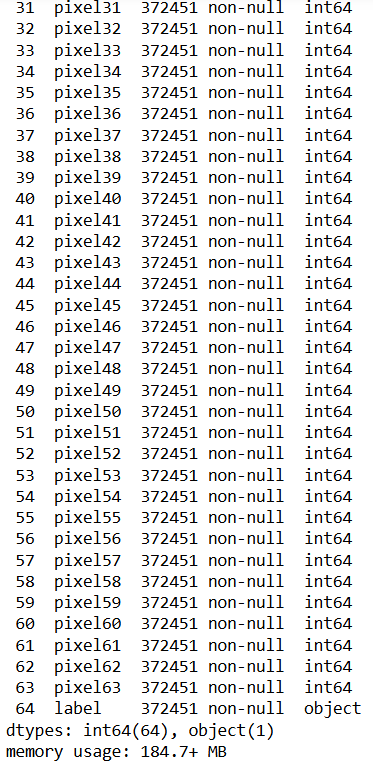 31 pixel31 372451 non-null int64
32 pixel32 372451 non-null int64
33 pixel33 372451 non-null int64
34 pixel34 372451 non-null int64
35 pixel35 372451 non-null int64
36 pixel36 372451 non-null int64
37 pixel37 372451 non-null int64
38 pixel38 372451 non-null int64
39 pixel39 372451 non-null int64
40 pixel40 372451 non-null int64
41 pixel41 372451 non-null int64
42 pixel42 372451 non-null int64
43 pixel43 372451 non-null int64
44 pixel44 372451 non-null int64
45 pixel45 372451 non-null int64
46 pixel46 372451 non-null int64
47 pixel47 372451 non-null int64
48 pixel48 372451 non-null int64
49 pixel49 372451 non-null int64
50 pixel50 372451 non-null int64
51 pixel51 372451 non-null int64
52 pixel52 372451 non-null int64
53 pixel53 372451 non-null int64
54 pixel54 372451 non-null int64
55 pixel55 372451 non-null int64
56 pixel56 372451 non-null int64
57 pixel57 372451 non-null int64
58 pixel58 372451 non-null int64
59 pixel59 372451 non-null int64
60 pixel60 372451 non-null int64
61 pixel61 372451 non-null int64
62 pixel62 372451 non-null int64
63 pixel63 372451 non-null int64
64 label 372451 non-null object
dtypes: int64(64), object(1)
memory usage: 184.7+ MB